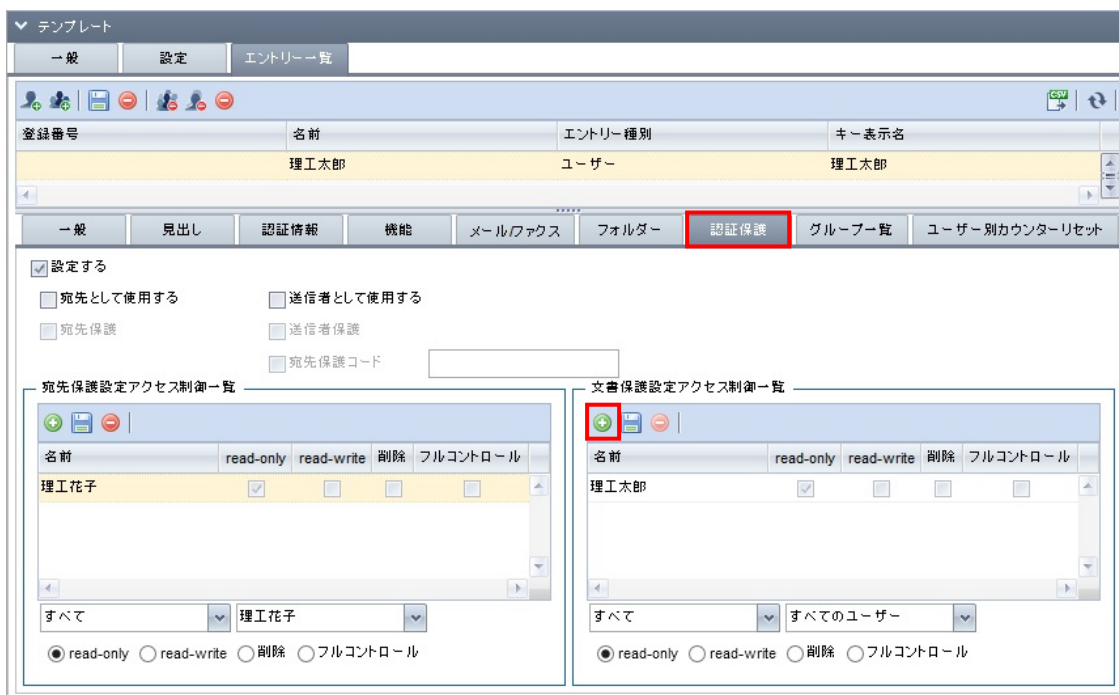 テンプレート
一般 設定 エントリー一覧
CSV
登録番号 名前 エントリー種別 キー表示名
理工太郎 ユーザー 理工太郎
一般 見出し 認証情報 機能 メール/ファクス フォルダー 認証保護 グループ一覧 ユーザー別カウンターリセット
設定する
宛先として使用する 送信者として使用する
宛先保護 送信者保護
宛先保護コード
宛先保護設定アクセス制御一覧
名前 read-only read-write 削除 フルコントロール
理工花子
すべて 理工花子
read-only read-write 削除 フルコントロール
文書保護設定アクセス制御一覧
名前 read-only read-write 削除 フルコントロール
理工太郎
すべて すべてのユーザー
read-only read-write 削除 フルコントロール